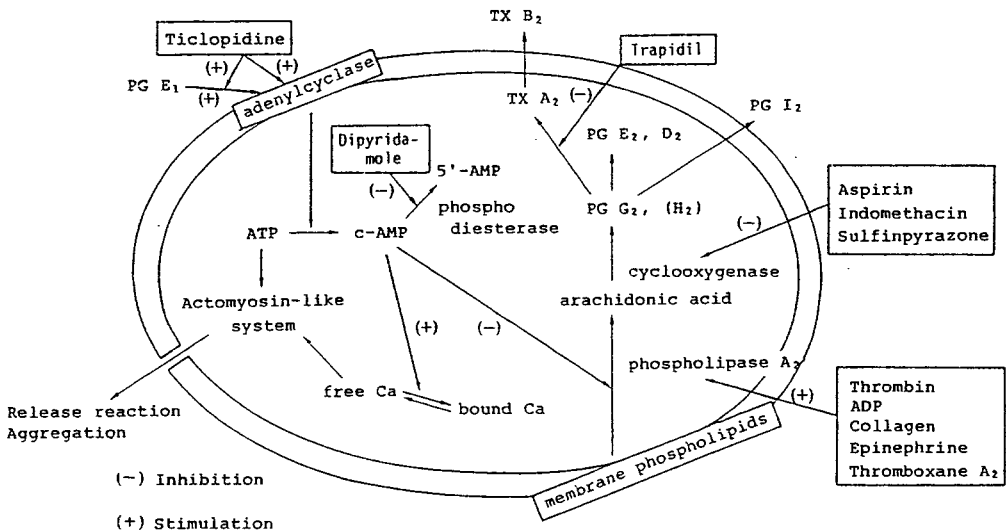 TX B₂
Ticlopidine
(+)
(+)
PG E₁
(+)
adenylcyclase
Trapidil
TX A₂
(−)
PG I₂
PG E₂, D₂
Dipyrida-
mole
5'-AMP
(−)
phospho
diesterase
PG G₂, (H₂)
Aspirin
Indomethacin
Sulfinpyrazone
(−)
ATP
c-AMP
cyclooxygenase
arachidonic acid
Actomyosin-like
system
(+)
(−)
phospholipase A₂
free Ca
bound Ca
(+)
Thrombin
ADP
Collagen
Epinephrine
Thromboxane A₂
Release reaction
Aggregation
membrane phospholipids
(−) Inhibition
(+) Stimulation